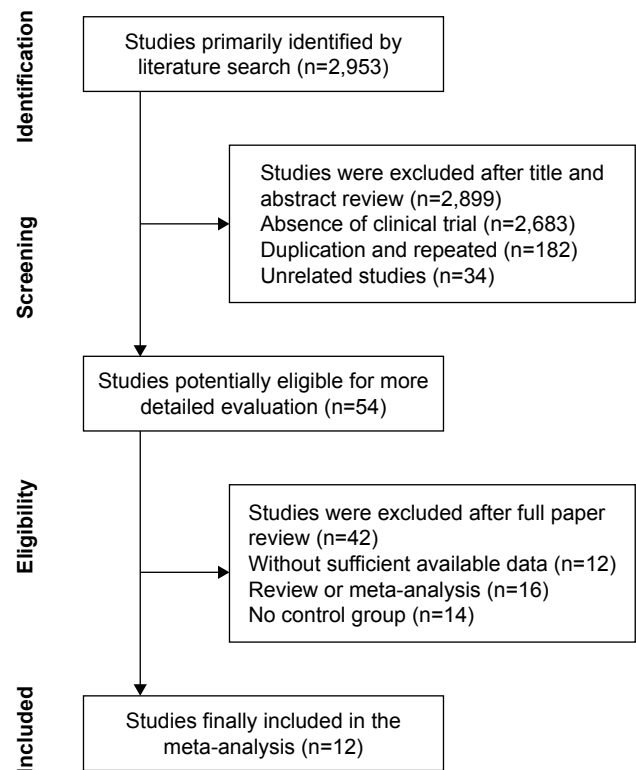 Identification
Studies primarily identified by
literature search (n=2,953)
Screening
Studies were excluded after title and
abstract review (n=2,899)
Absence of clinical trial (n=2,683)
Duplication and repeated (n=182)
Unrelated studies (n=34)
Studies potentially eligible for more
detailed evaluation (n=54)
Eligibility
Studies were excluded after full paper
review (n=42)
Without sufficient available data (n=12)
Review or meta-analysis (n=16)
No control group (n=14)
Included
Studies finally included in the
meta-analysis (n=12)